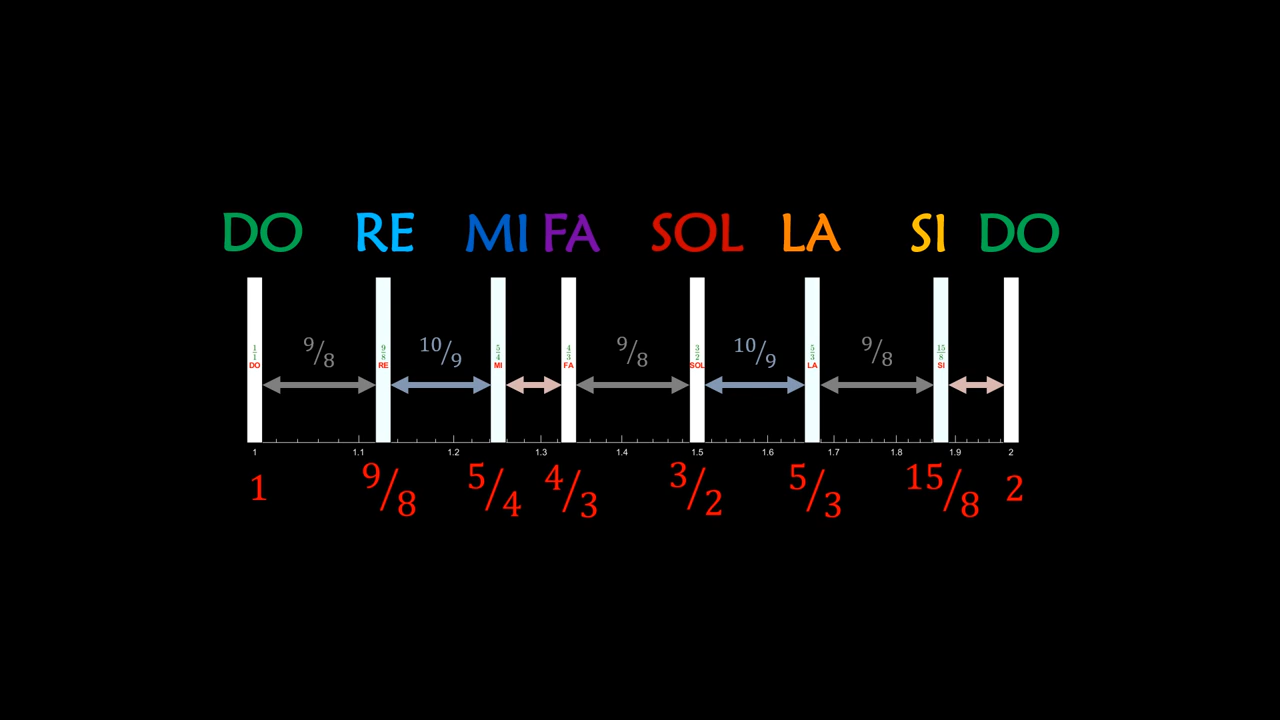 DO RE MI FA SOL LA SI DO
9/8 10/9 9/8 10/9 9/8
1/1 9/8 5/4 4/3 3/2 5/3 15/8
DO RE MI FA SOL LA SI
1 1.1 1.2 1.3 1.4 1.5 1.6 1.7 1.8 1.9 2
1 9/8 5/4 4/3 3/2 5/3 15/8 2